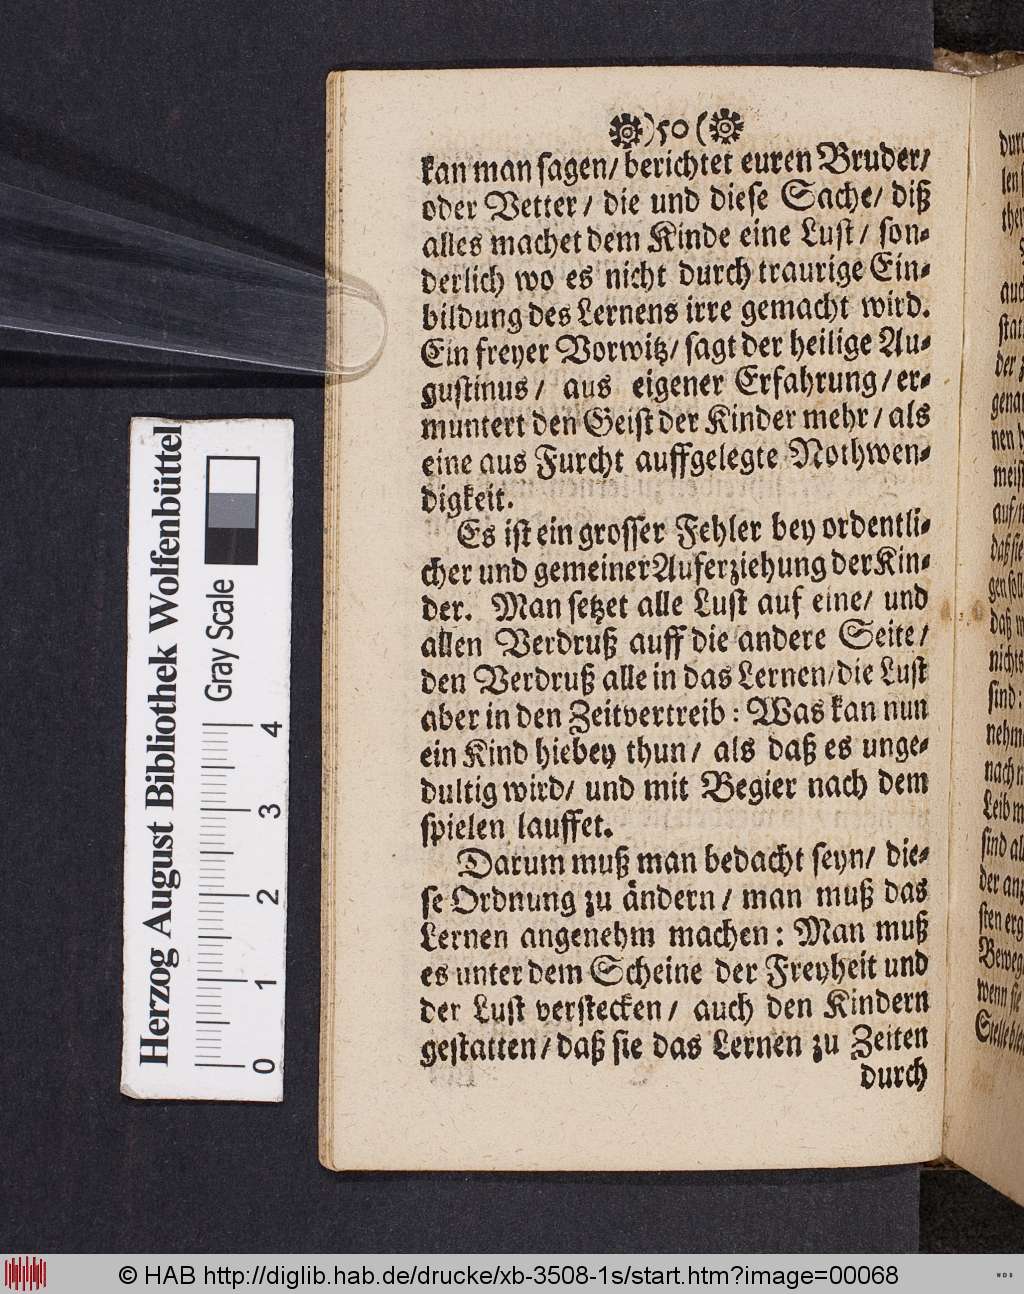 )50(
kan man sagen/ berichtet euren Bruder/
oder Vetter/ die und diese Sache/ diß
alles machet dem Kinde eine Lust/ son-
derlich wo es nicht durch traurige Ein-
bildung des Lernens irre gemacht wird.
Ein freyer Vorwitz/ sagt der heilige Au-
gustinus/ aus eigener Erfahrung/ er-
muntert den Geist der Kinder mehr/ als
eine aus Furcht auffgelegte Nothwen-
digkeit.
Es ist ein grosser Fehler bey ordentli-
cher und gemeiner Auferziehung der Kin-
der. Man setzet alle Lust auf eine/ und
allen Verdruß auff die andere Seite/
den Verdruß alle in das Lernen/ die Lust
aber in den Zeitvertreib: Was kan nun
ein Kind hiebey thun/ als daß es unge-
dultig wird/ und mit Begier nach dem
spielen lauffet.
Darum muß man bedacht seyn/ die-
se Ordnung zu ändern/ man muß das
Lernen angenehm machen: Man muß
es unter dem Scheine der Freyheit und
der Lust verstecken/ auch den Kindern
gestatten/ daß sie das Lernen zu Zeiten
durch
Herzog August Bibliothek Wolfenbüttel
Gray Scale
0 1 2 3 4
© HAB http://diglib.hab.de/drucke/xb-3508-1s/start.htm?image=00068